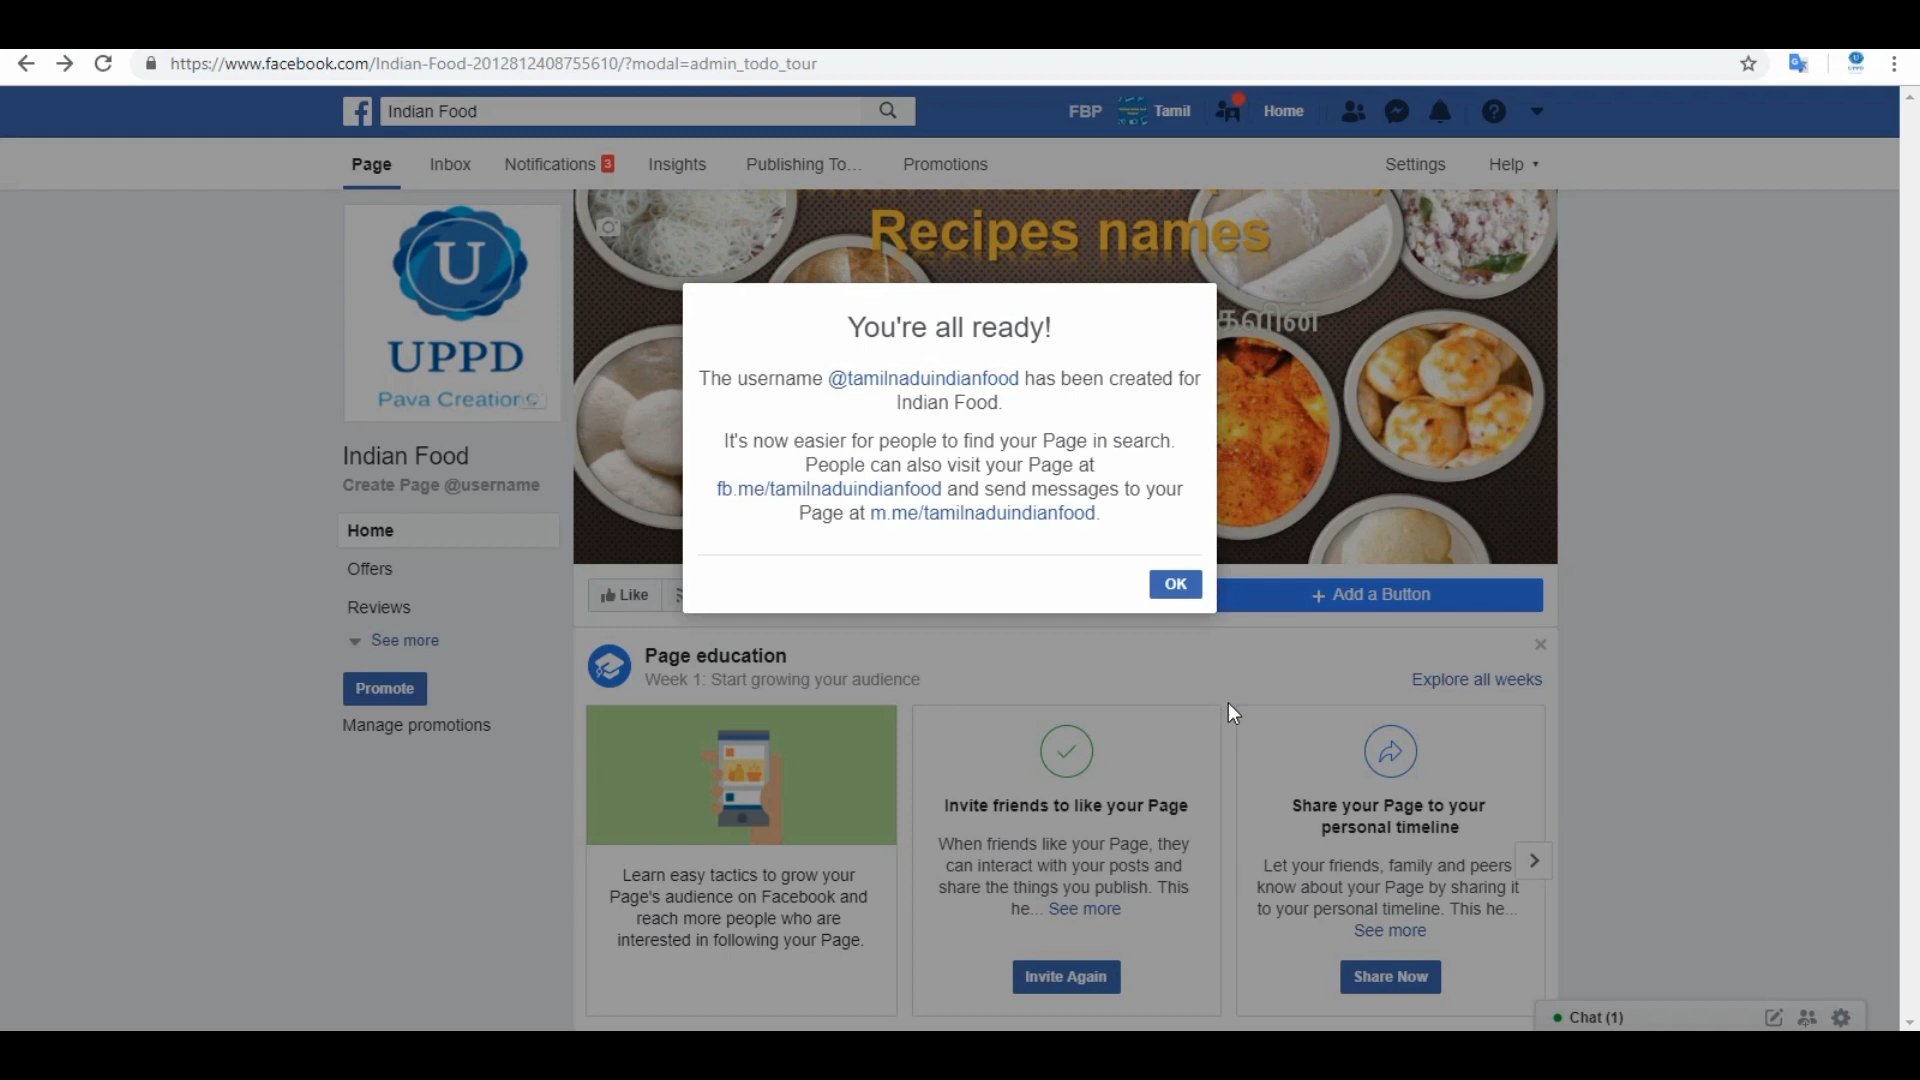 https://www.facebook.com/Indian-Food-2012812408755610/?modal=admin_todo_tour
Indian Food
FBP
Tamil
Home
Page
Inbox
Notifications 3
Insights
Publishing To...
Promotions
Settings
Help
U
UPPD
Pava Creation
Recipes names
களின்
Indian Food
Create Page @username
Home
Offers
Reviews
See more
Promote
Manage promotions
You're all ready!
The username @tamilnaduindianfood has been created for
Indian Food.
It's now easier for people to find your Page in search.
People can also visit your Page at
fb.me/tamilnaduindianfood and send messages to your
Page at m.me/tamilnaduindianfood.
OK
Like
+ Add a Button
Page education
Week 1: Start growing your audience
Explore all weeks
Learn easy tactics to grow your
Page's audience on Facebook and
reach more people who are
interested in following your Page.
Invite friends to like your Page
When friends like your Page, they
can interact with your posts and
share the things you publish. This
he... See more
Invite Again
Share your Page to your
personal timeline
Let your friends, family and peers
know about your Page by sharing it
to your personal timeline. This he...
See more
Share Now
Chat (1)